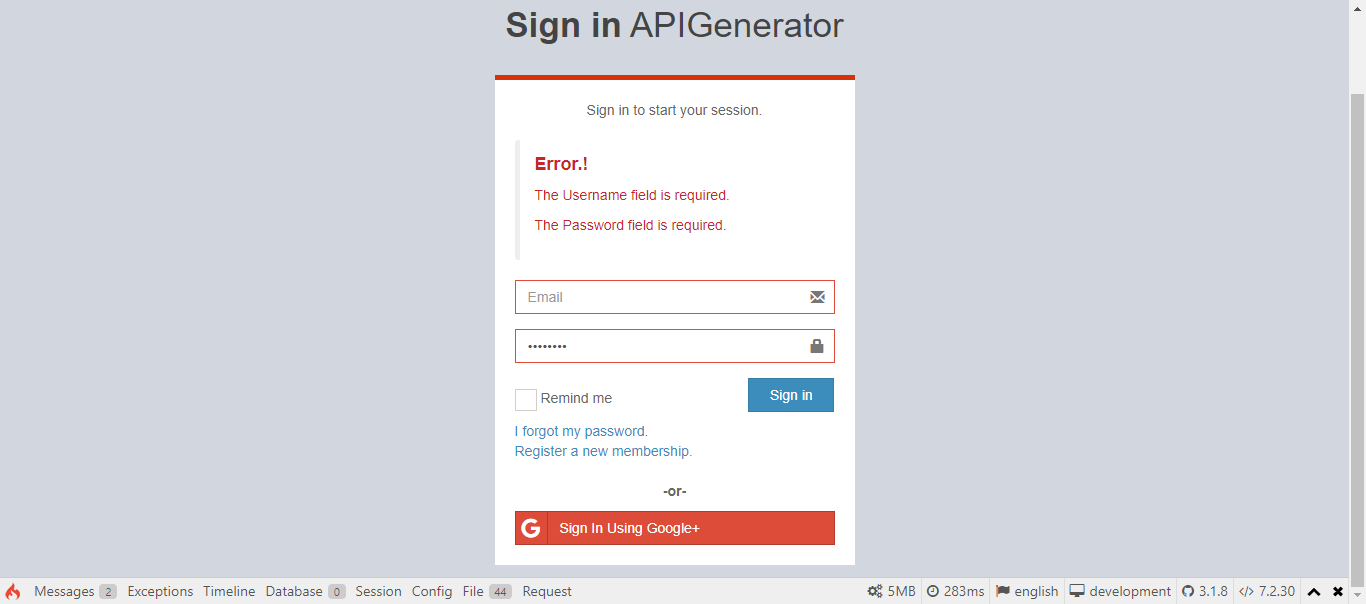 Sign in APIGenerator
Sign in to start your session.
Error.!
The Username field is required.
The Password field is required.
Email
••••••••
Remind me
Sign in
I forgot my password.
Register a new membership.
-or-
G Sign In Using Google+
Messages 2 Exceptions Timeline Database 0 Session Config File 44 Request 5MB 283ms english development 3.1.8 </> 7.2.30